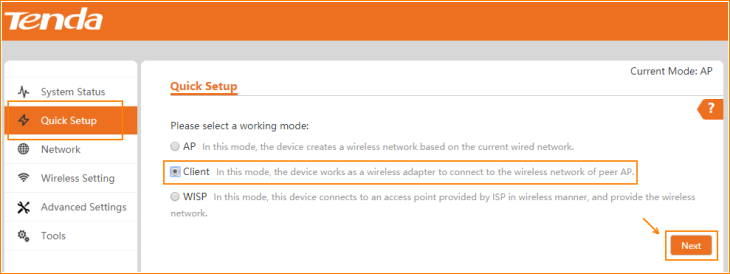 Tenda
Current Mode: AP
System Status
Quick Setup
Network
Wireless Setting
Advanced Settings
Tools
Quick Setup
?
Please select a working mode:
AP In this mode, the device creates a wireless network based on the current wired network.
Client In this mode, the device works as a wireless adapter to connect to the wireless network of peer AP.
WISP In this mode, this device connects to an access point provided by ISP in wireless manner, and provide the wireless
network.
Next